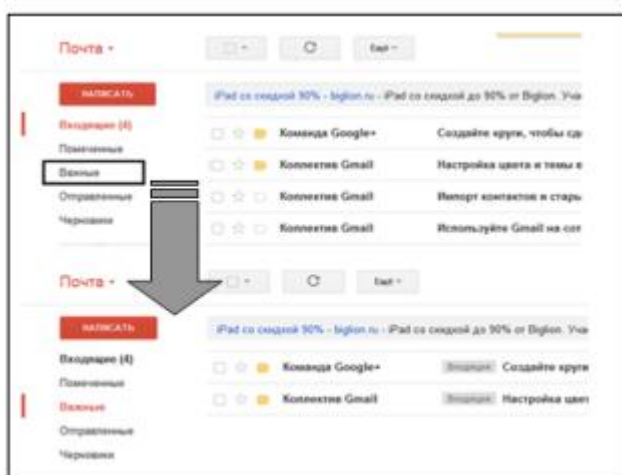 Почта
Ещё
НАПИСАТЬ
iPad со скидкой 90% - biglion.ru - iPad со скидкой до 90% от Biglion. Уча
Входящие (4)
Команда Google+ Создайте круги, чтобы сде
Помеченные
Важные
Коллектив Gmail Настройка цвета и темы в
Отправленные
Коллектив Gmail Импорт контактов и стары
Черновики
Коллектив Gmail Используйте Gmail на сот
Почта
Ещё
НАПИСАТЬ
iPad со скидкой 90% - biglion.ru - iPad со скидкой до 90% от Biglion. Уча
Входящие (4)
Команда Google+ Входящие Создайте круги
Помеченные
Важные
Коллектив Gmail Входящие Настройка цвет
Отправленные
Черновики